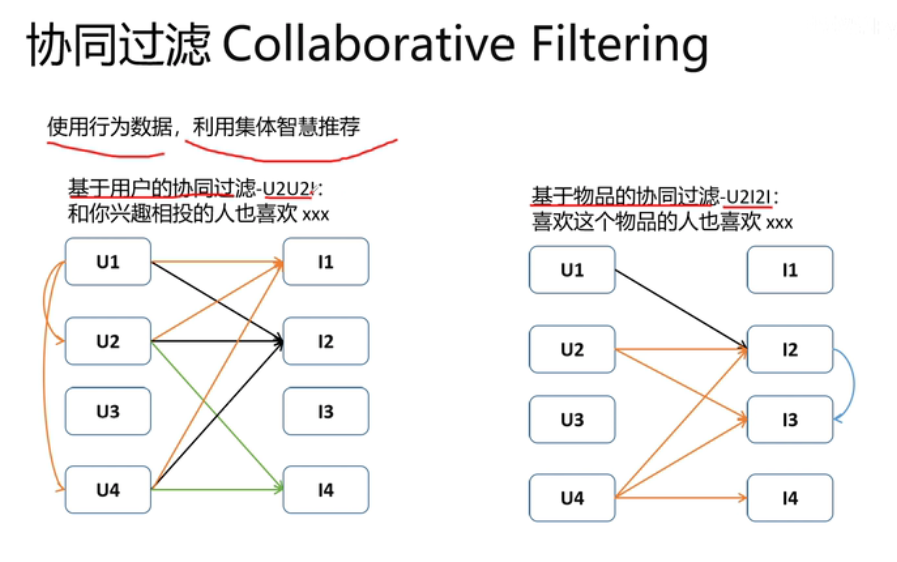 协同过滤 Collaborative Filtering
使用行为数据，利用集体智慧推荐
基于用户的协同过滤-U2U2I：
和你兴趣相投的人也喜欢 xxx
U1
I1
U2
I2
U3
I3
U4
I4
基于物品的协同过滤-U2I2I：
喜欢这个物品的人也喜欢 xxx
U1
I1
U2
I2
U3
I3
U4
I4